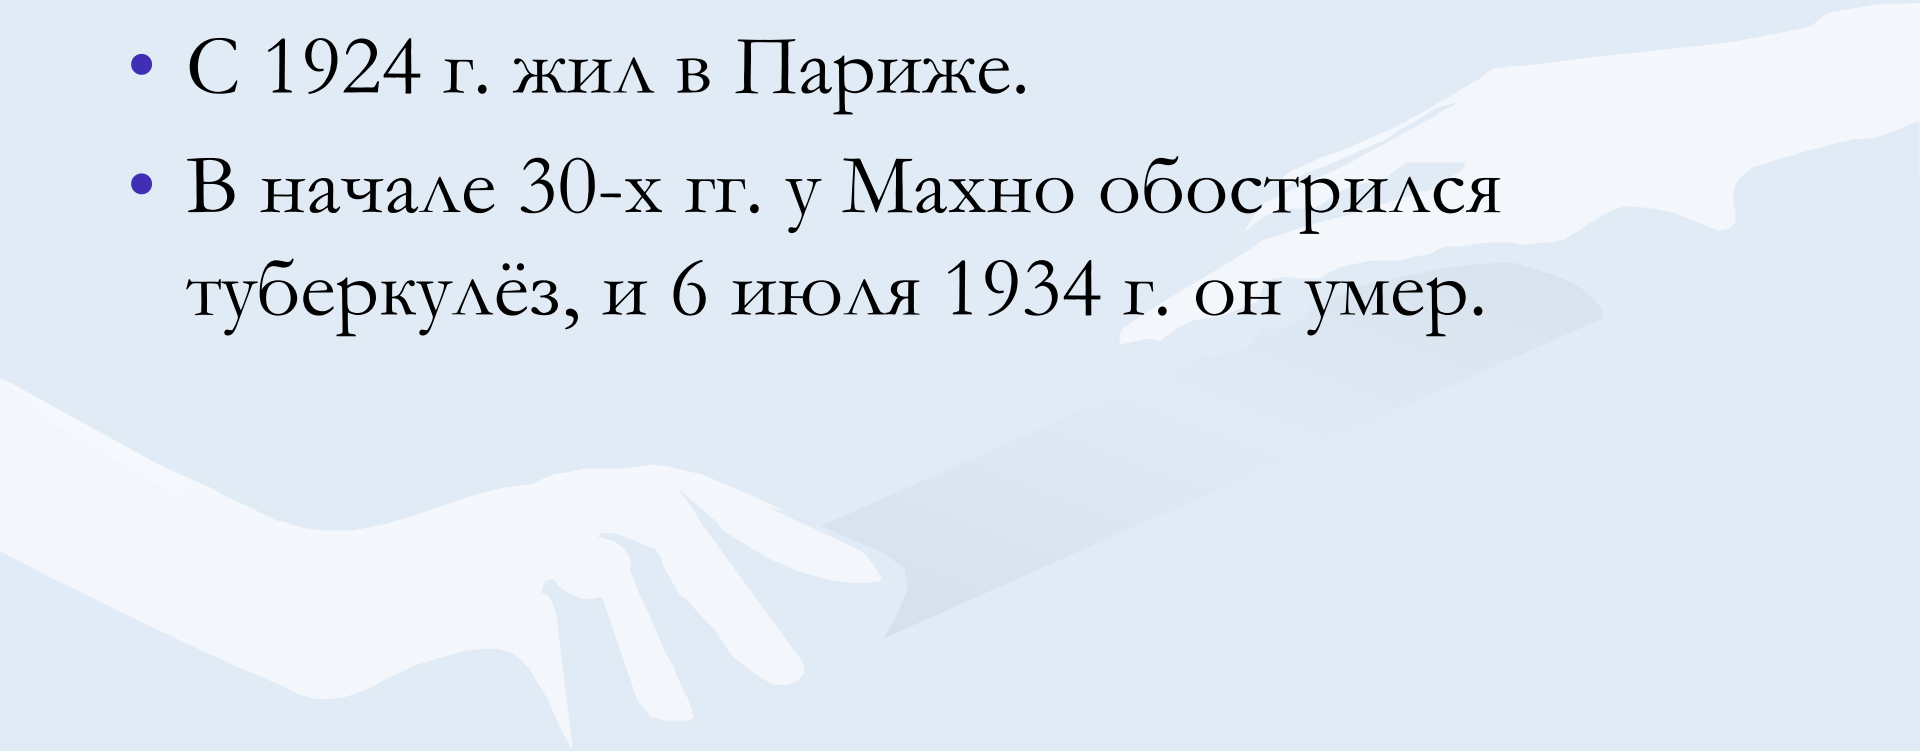 • С 1924 г. жил в Париже.
• В начале 30-х гг. у Махно обострился
туберкулёз, и 6 июля 1934 г. он умер.